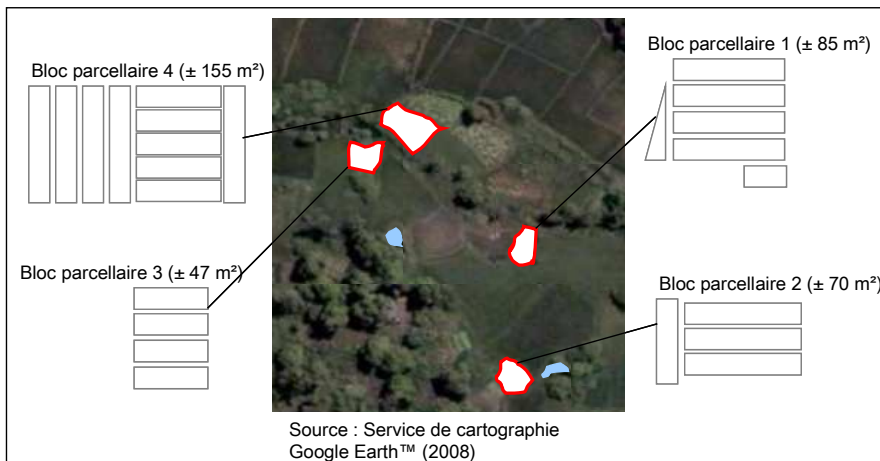 Bloc parcellaire 4 (± 155 m²)
Bloc parcellaire 1 (± 85 m²)
Bloc parcellaire 3 (± 47 m²)
Bloc parcellaire 2 (± 70 m²)
Source : Service de cartographie
Google Earth™ (2008)